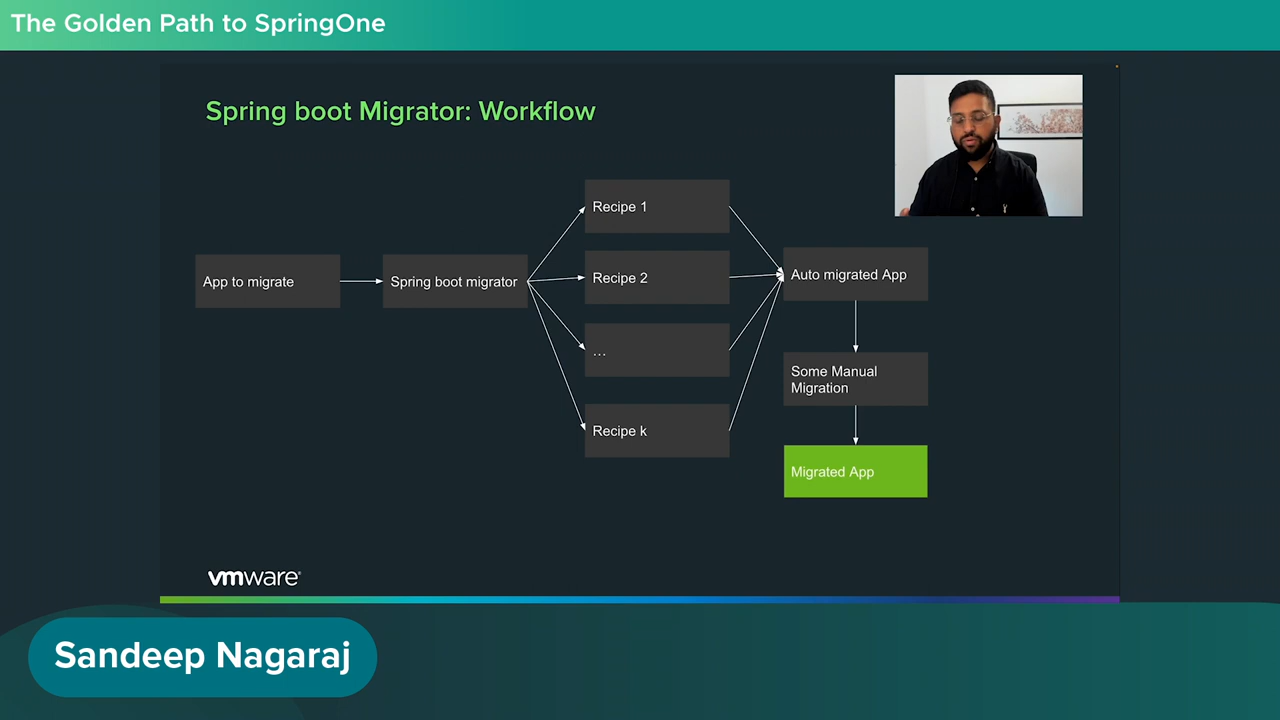 The Golden Path to SpringOne
Spring boot Migrator: Workflow
App to migrate
Spring boot migrator
Recipe 1
Recipe 2
...
Recipe k
Auto migrated App
Some Manual
Migration
Migrated App
vmware®
Sandeep Nagaraj